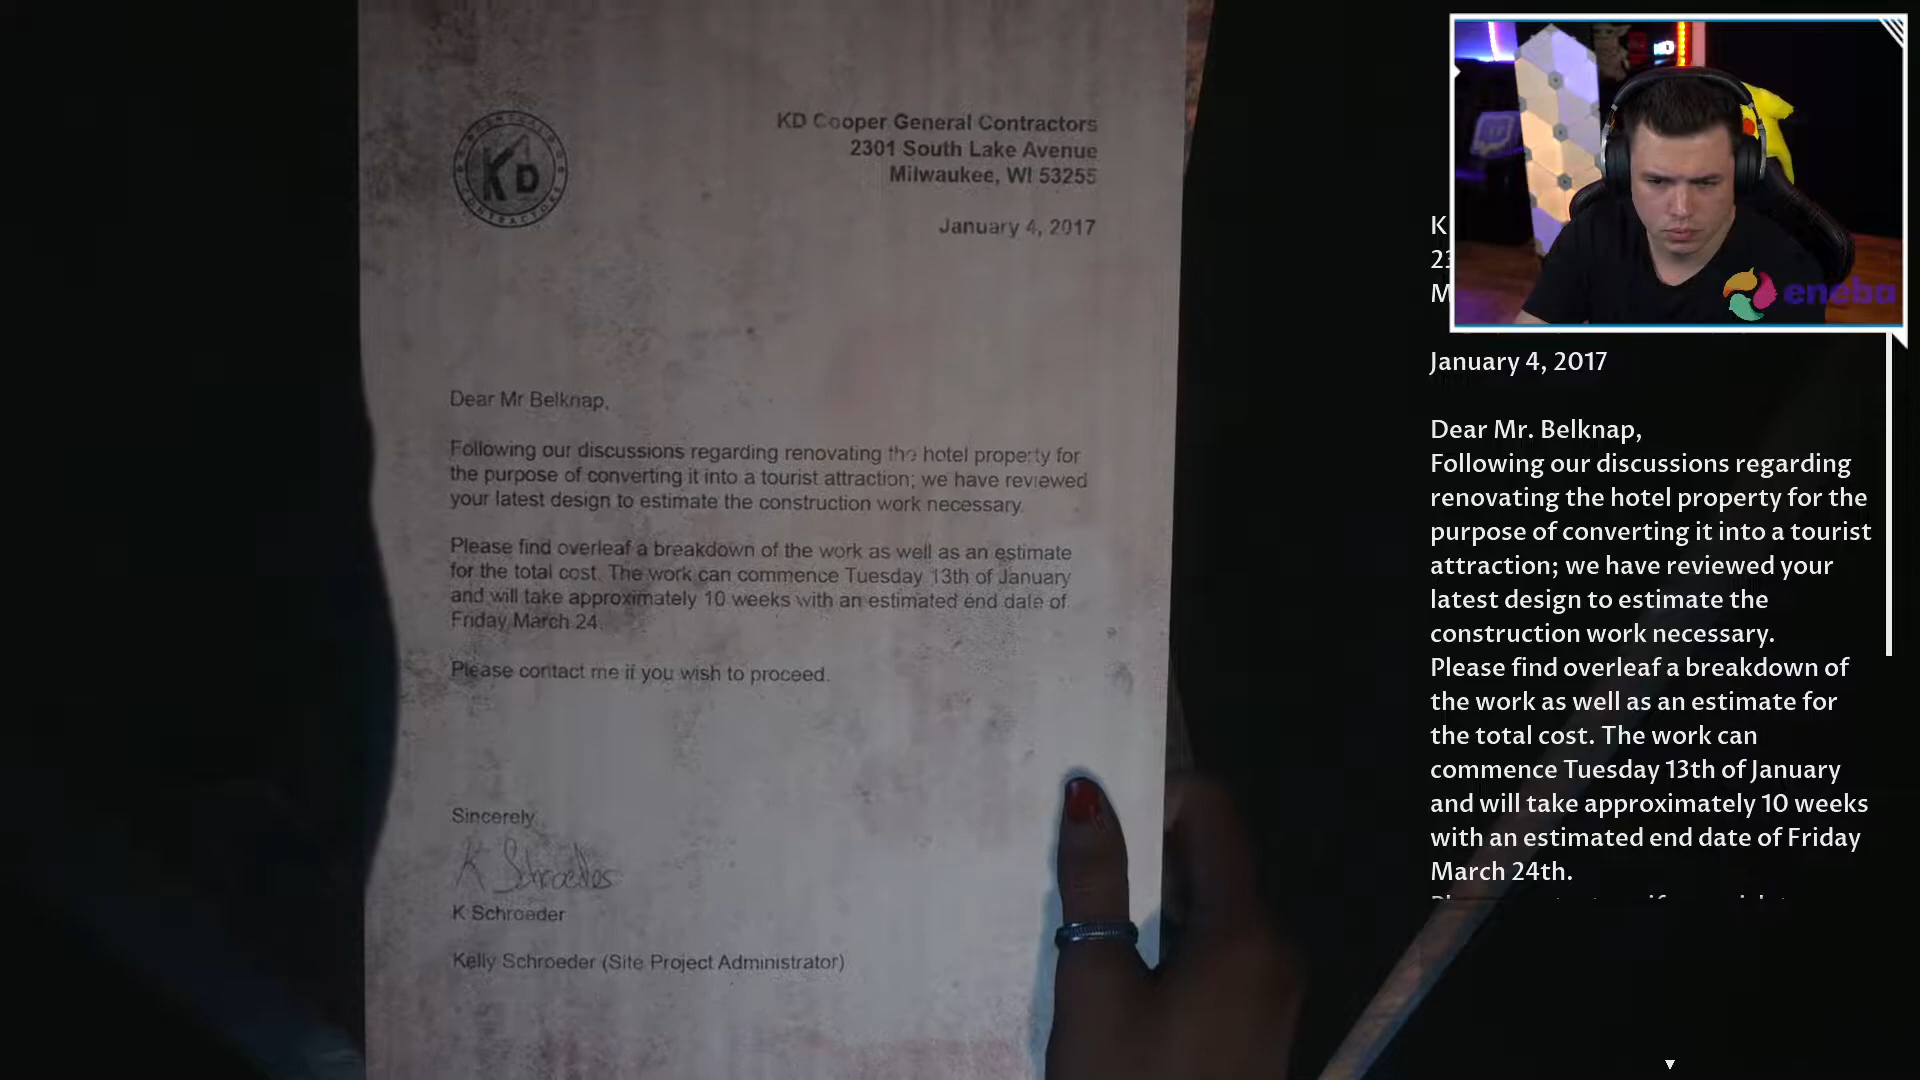 KD
CONTRACTORS
KD Cooper General Contractors
2301 South Lake Avenue
Milwaukee, WI 53255
January 4, 2017
Dear Mr Belknap,
Following our discussions regarding renovating the hotel property for
the purpose of converting it into a tourist attraction; we have reviewed
your latest design to estimate the construction work necessary.
Please find overleaf a breakdown of the work as well as an estimate
for the total cost. The work can commence Tuesday 13th of January
and will take approximately 10 weeks with an estimated end date of
Friday March 24.
Please contact me if you wish to proceed.
Sincerely
K Schroeder
K Schroeder
Kelly Schroeder (Site Project Administrator)
eneba
K
23
M
January 4, 2017
Dear Mr. Belknap,
Following our discussions regarding
renovating the hotel property for the
purpose of converting it into a tourist
attraction; we have reviewed your
latest design to estimate the
construction work necessary.
Please find overleaf a breakdown of
the work as well as an estimate for
the total cost. The work can
commence Tuesday 13th of January
and will take approximately 10 weeks
with an estimated end date of Friday
March 24th.